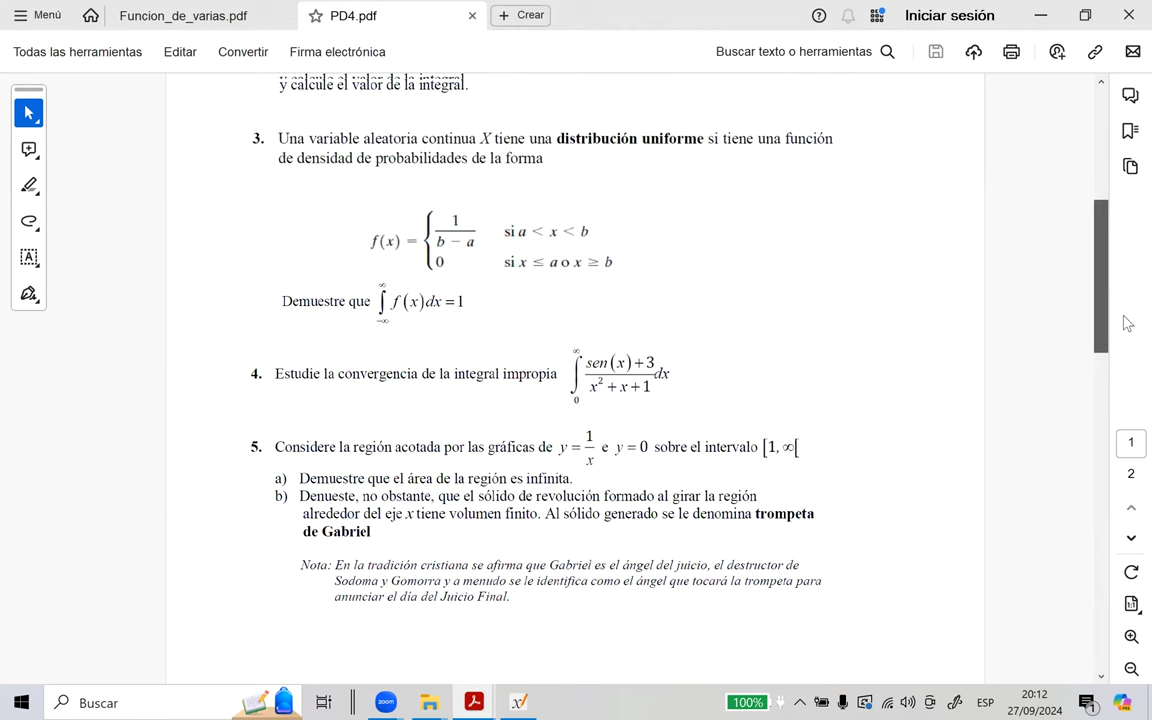 Menú
Funcion_de_varias.pdf
PD4.pdf
Crear
Iniciar sesión
Todas las herramientas
Editar
Convertir
Firma electrónica
Buscar texto o herramientas
y calcule el valor de la integral.
3. Una variable aleatoria continua X tiene una distribución uniforme si tiene una función
de densidad de probabilidades de la forma
f(x) = { 1/(b − a) si a < x < b
0 si x ≤ a o x ≥ b
Demuestre que ∫_{−∞}^{∞} f(x)dx = 1
4. Estudie la convergencia de la integral impropia ∫_0^∞ (sen(x)+3)/(x²+x+1) dx
5. Considere la región acotada por las gráficas de y = 1/x e y = 0 sobre el intervalo [1, ∞[
a) Demuestre que el área de la región es infinita.
b) Denueste, no obstante, que el sólido de revolución formado al girar la región
alrededor del eje x tiene volumen finito. Al sólido generado se le denomina trompeta
de Gabriel
Nota: En la tradición cristiana se afirma que Gabriel es el ángel del juicio, el destructor de
Sodoma y Gomorra y a menudo se le identifica como el ángel que tocará la trompeta para
anunciar el día del Juicio Final.
1
2
Buscar
zoom
100%
ESP
20:12
27/09/2024
1